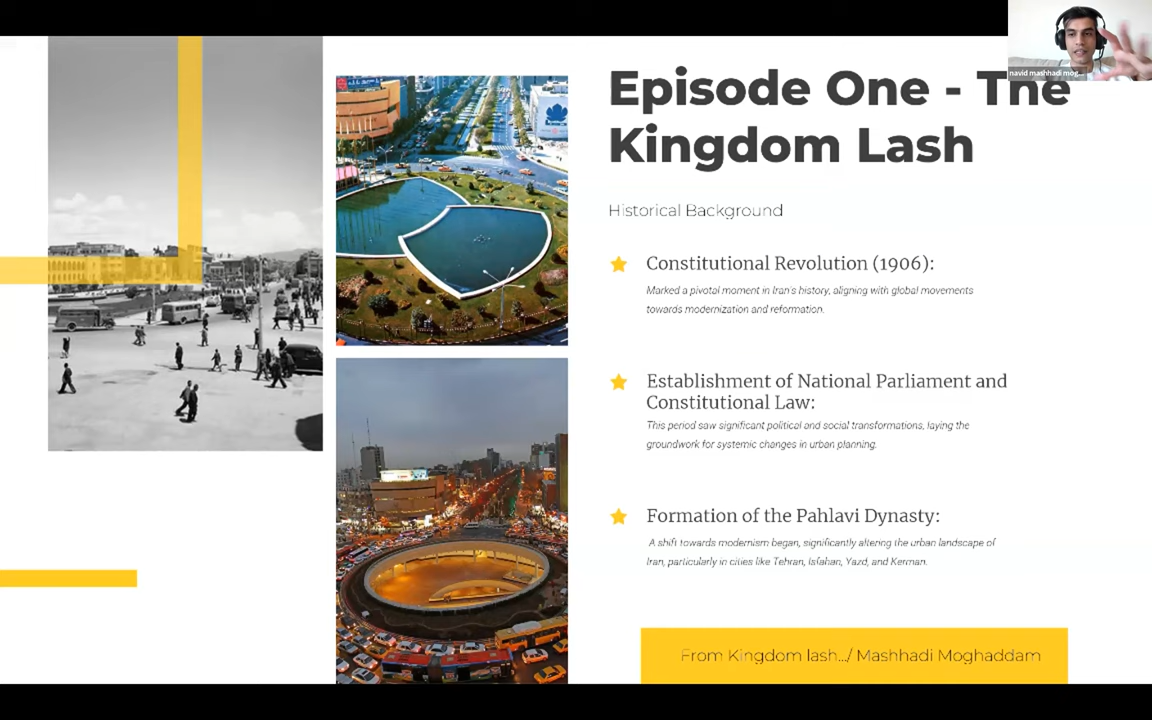 navid mashhadi mog...
Episode One - The
Kingdom Lash
Historical Background
Constitutional Revolution (1906):
Marked a pivotal moment in Iran's history, aligning with global movements
towards modernization and reformation.
Establishment of National Parliament and
Constitutional Law:
This period saw significant political and social transformations, laying the
groundwork for systemic changes in urban planning.
Formation of the Pahlavi Dynasty:
A shift towards modernism began, significantly altering the urban landscape of
Iran, particularly in cities like Tehran, Isfahan, Yazd, and Kerman.
From Kingdom lash.../ Mashhadi Moghaddam